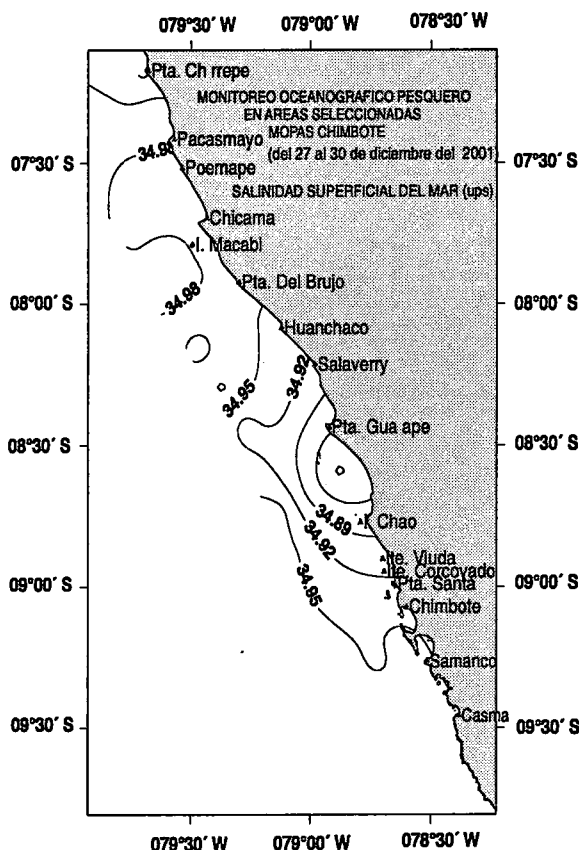 079°30' W 079°00' W 078°30' W
Pta. Ch rrepe
MONITOREO OCEANOGRAFICO PESQUERO
EN AREAS SELECCIONADAS
MOPAS CHIMBOTE
(del 27 al 30 de diciembre del 2001)
SALINIDAD SUPERFICIAL DEL MAR (ups)
Pacasmayo
34.98
07°30' S 07°30' S
Poemape
Chicama
I. Macabi
Pta. Del Brujo
34.98
08°00' S 08°00' S
Huanchaco
Salaverry
34.92
34.95
Pta. Gua ape
08°30' S 08°30' S
34.89
I. Chao
34.92
Ite. Viuda
Ite. Corcovado
34.95
09°00' S 09°00' S
Pta. Santa
Chimbote
Samanco
Casma
09°30' S 09°30' S
079°30' W 079°00' W 078°30' W